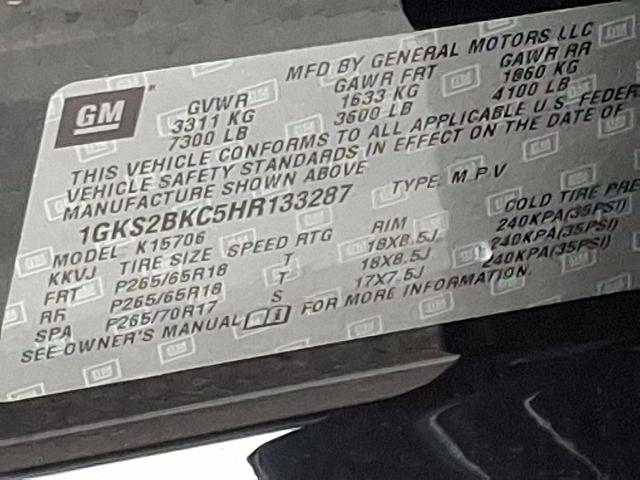 MFD BY GENERAL MOTORS LLC
GM
GVWR GAWR FRT GAWR RR
3311 KG 1633 KG 1860 KG
7300 LB 3600 LB 4100 LB
THIS VEHICLE CONFORMS TO ALL APPLICABLE U.S. FEDER
VEHICLE SAFETY STANDARDS IN EFFECT ON THE DATE OF
MANUFACTURE SHOWN ABOVE
1GKS2BKC5HR133287 TYPE: M P V
MODEL: K15706
KKVJ TIRE SIZE SPEED RTG RIM COLD TIRE PRE
FRT P265/65R18 T 18X8.5J 240KPA(35PSI)
RR P265/65R18 T 18X8.5J 240KPA(35PSI)
SPA P265/70R17 S 17X7.5J 240KPA(35PSI)
SEE OWNER'S MANUAL FOR MORE INFORMATION.